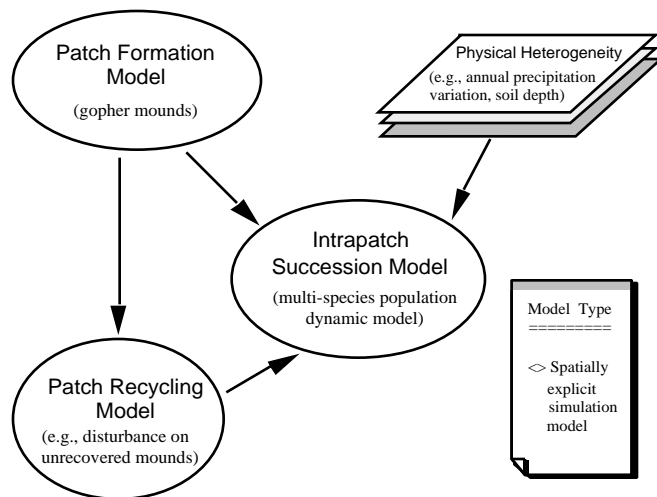 Patch Formation
Model
(gopher mounds)
Physical Heterogeneity
(e.g., annual precipitation
variation, soil depth)
Intrapatch
Succession Model
(multi-species population
dynamic model)
Patch Recycling
Model
(e.g., disturbance on
unrecovered mounds)
Model Type
=========
<> Spatially
explicit
simulation
model